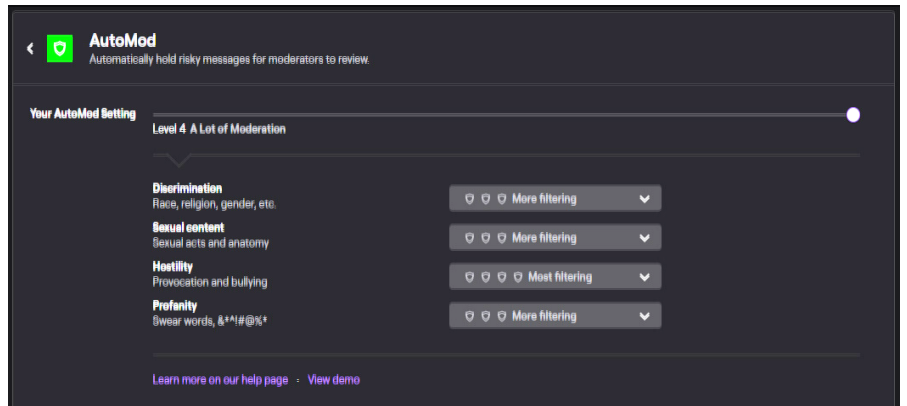 AutoMod
Automatically hold risky messages for moderators to review.
Your AutoMod Setting
Level 4 A Lot of Moderation
Discrimination
Race, religion, gender, etc.
More filtering
Sexual content
Sexual acts and anatomy
More filtering
Hostility
Provocation and bullying
Most filtering
Profanity
Swear words, &*^!#@%*
More filtering
Learn more on our help page · View demo